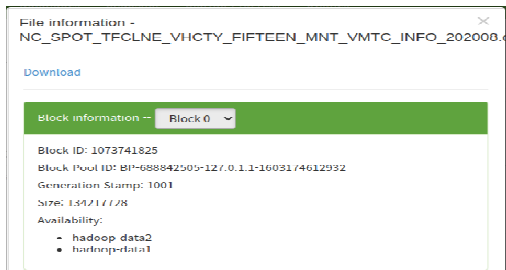 File information -
NC_SPOT_TFCLNE_VHCTY_FIFTEEN_MNT_VMTC_INFO_202008.
Download
Block information -- Block 0
Block ID: 1073741825
Block Pool ID: BP-688842505-127.0.1.1-1603174612932
Generation Stamp: 1001
Size: 134217728
Availability:
hadoop-data2
hadoop-data1